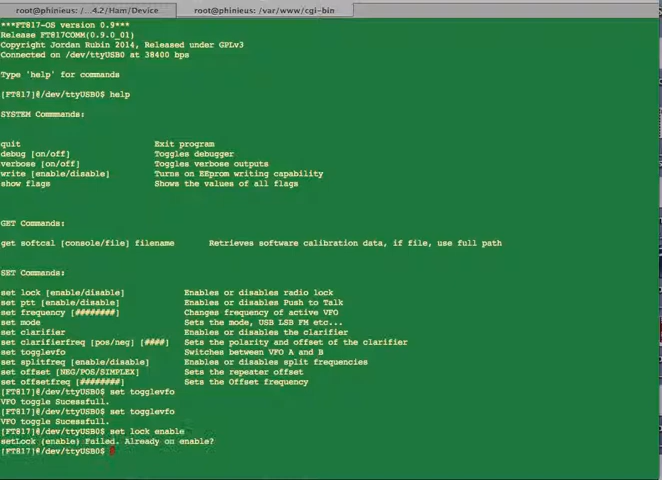 root@phinieus: /...4.2/Ham/Device
root@phinieus: /var/www/cgi-bin
***FT817-OS version 0.9***
Release FT817COMM(0.9.0_01)
Copyright Jordan Rubin 2014, Released under GPLv3
Connected on /dev/ttyUSB0 at 38400 bps
Type 'help' for commands
[FT817]@/dev/ttyUSB0$ help
SYSTEM Commmands:
quit Exit program
debug [on/off] Toggles debugger
verbose [on/off] Toggles verbose outputs
write [enable/disable] Turns on EEprom writing capability
show flags Shows the values of all flags
GET Commands:
get softcal [console/file] filename Retrieves software calibration data, if file, use full path
SET Commands:
set lock [enable/disable] Enables or disables radio lock
set ptt [enable/disable] Enables or disables Push to Talk
set frequency [########] Changes frequency of active VFO
set mode Sets the mode, USB LSB FM etc...
set clarifier Enables or disables the clarifier
set clarifierfreq [pos/neg] [####] Sets the polarity and offset of the clarifier
set togglevfo Switches between VFO A and B
set splitfreq [enable/disable] Enables or disables split frequencies
set offset [NEG/POS/SIMPLEX] Sets the repeater offset
set offsetfreq [########] Sets the Offset frequency
[FT817]@/dev/ttyUSB0$ set togglevfo
VFO toggle Sucessfull.
[FT817]@/dev/ttyUSB0$ set togglevfo
VFO toggle Sucessfull.
[FT817]@/dev/ttyUSB0$ set lock enable
setLock (enable) Failed. Already on enable?
[FT817]@/dev/ttyUSB0$